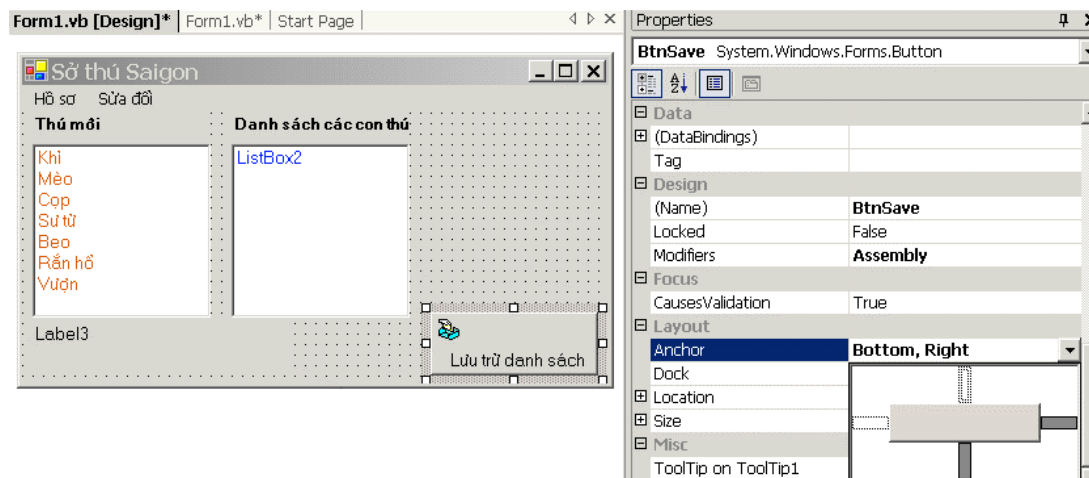 Form1.vb [Design]* Form1.vb* Start Page
Sở thú Saigon
Hồ sơ Sửa đổi
Thú mới Danh sách các con thú
Khỉ
Mèo
Cọp
Sư tử
Beo
Rắn hổ
Vượn
ListBox2
Label3
Lưu trữ danh sách
Properties
BtnSave System.Windows.Forms.Button
Data
(DataBindings)
Tag
Design
(Name) BtnSave
Locked False
Modifiers Assembly
Focus
CausesValidation True
Layout
Anchor Bottom, Right
Dock
Location
Size
Misc
ToolTip on ToolTip1